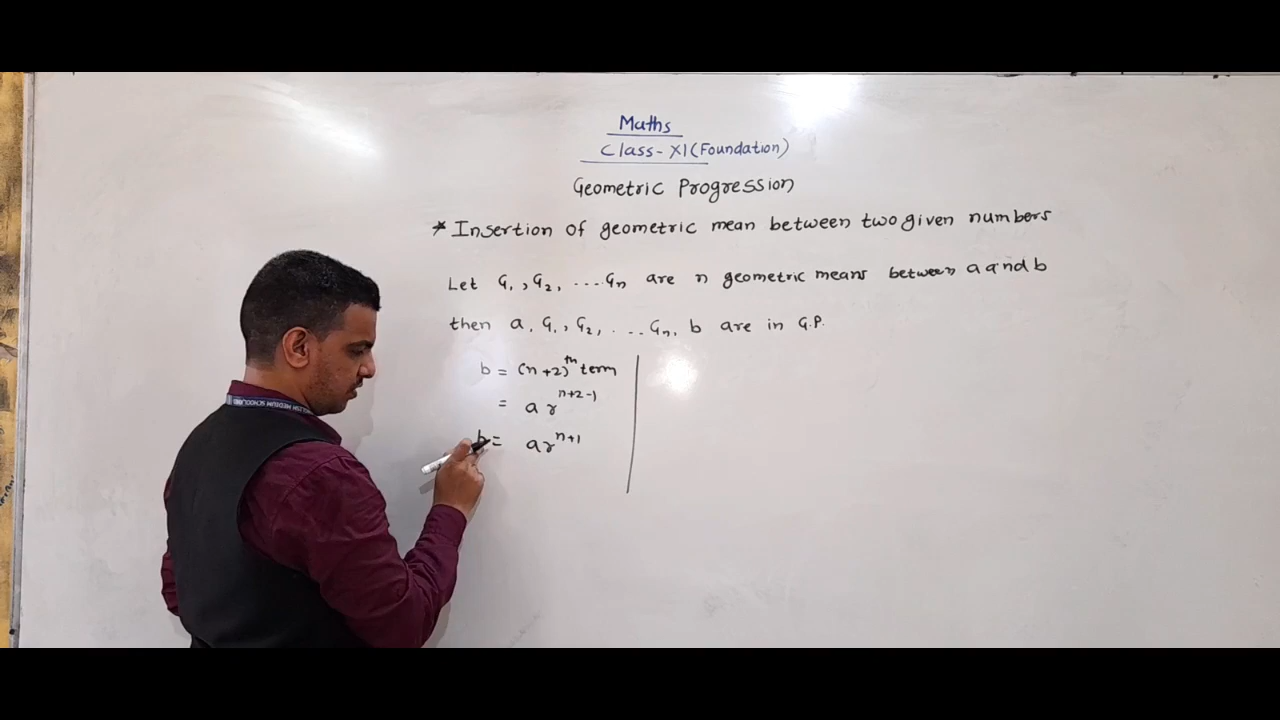 Maths
Class-XI(Foundation)
Geometric Progression
* Insertion of geometric mean between two given numbers
Let G₁, G₂, ...Gn are n geometric means between a and b
then a, G₁, G₂, ...Gn, b are in G.P.
b = (n+2)ᵗʰ term
= a r^n+2-1
b = ar^n+1